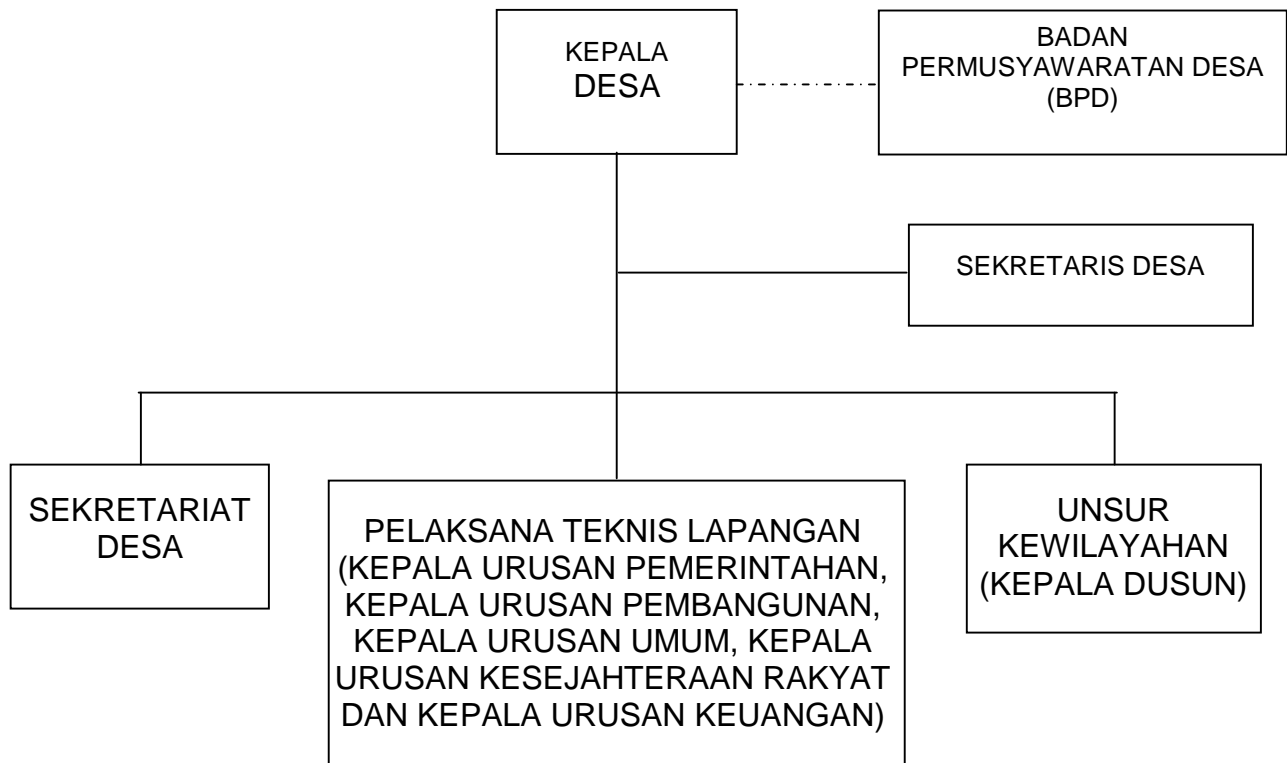 KEPALA
DESA
BADAN
PERMUSYAWARATAN DESA
(BPD)
SEKRETARIS DESA
SEKRETARIAT
DESA
PELAKSANA TEKNIS LAPANGAN
(KEPALA URUSAN PEMERINTAHAN,
KEPALA URUSAN PEMBANGUNAN,
KEPALA URUSAN UMUM, KEPALA
URUSAN KESEJAHTERAAN RAKYAT
DAN KEPALA URUSAN KEUANGAN)
UNSUR
KEWILAYAHAN
(KEPALA DUSUN)